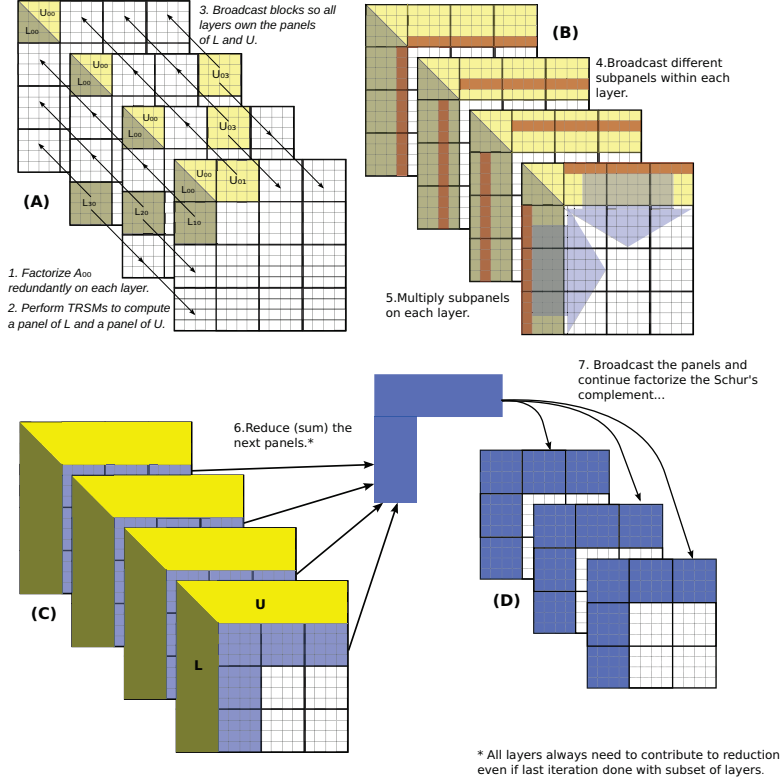 3. Broadcast blocks so all
layers own the panels
of L and U.
U₀₀
L₀₀
U₀₀
L₀₀
U₀₃
U₀₀
L₀₀
U₀₃
U₀₀
L₀₀
U₀₁
L₃₀
L₂₀
L₁₀
(A)
1. Factorize A₀₀
redundantly on each layer.
2. Perform TRSMs to compute
a panel of L and a panel of U.
(B)
4.Broadcast different
subpanels within each
layer.
5.Multiply subpanels
on each layer.
6.Reduce (sum) the
next panels.*
(C)
U
L
7. Broadcast the panels and
continue factorize the Schur's
complement...
(D)
* All layers always need to contribute to reduction
even if last iteration done with subset of layers.